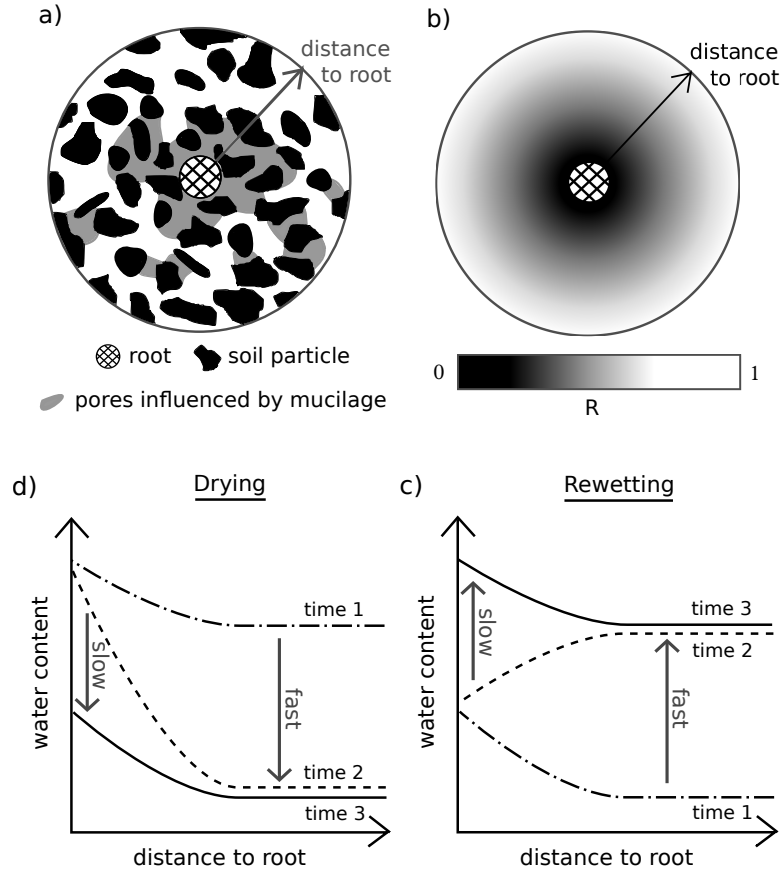 a)
distance
to root
b)
distance
to root
root
soil particle
pores influenced by mucilage
0
1
R
d)
Drying
water content
slow
fast
time 1
time 2
time 3
distance to root
c)
Rewetting
water content
slow
fast
time 3
time 2
time 1
distance to root